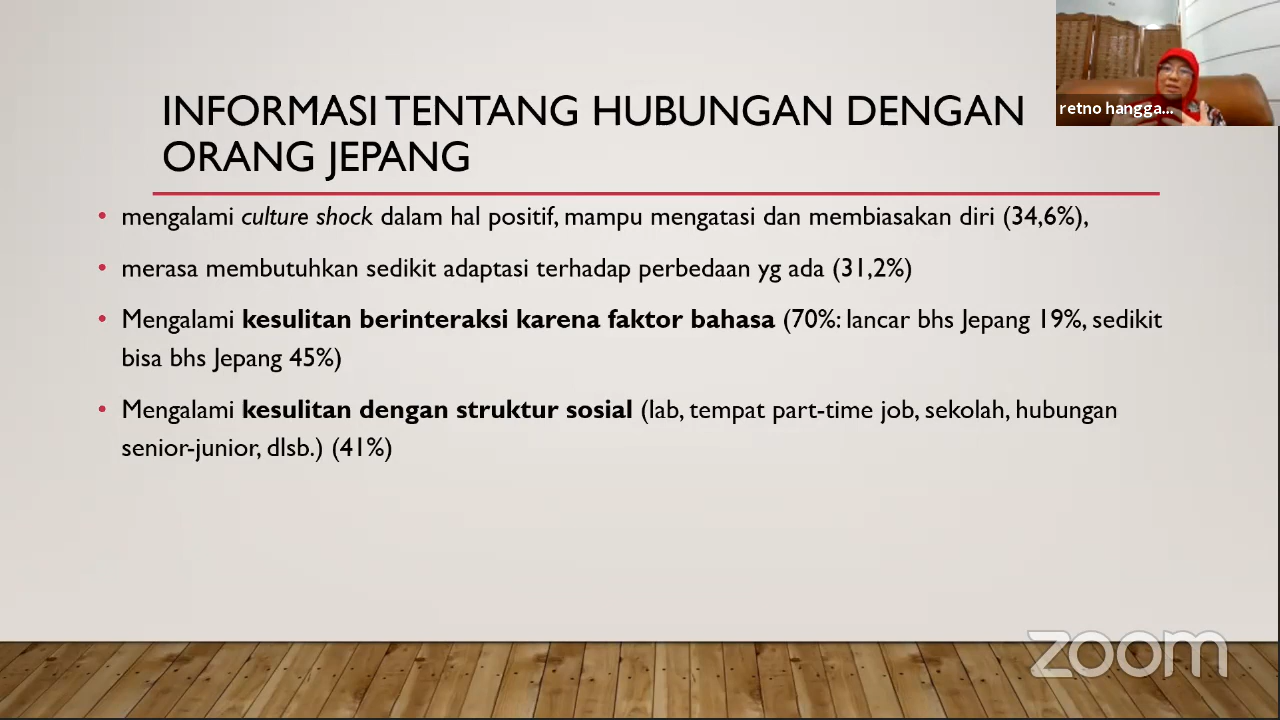 retno hangga...
INFORMASI TENTANG HUBUNGAN DENGAN
ORANG JEPANG
• mengalami culture shock dalam hal positif, mampu mengatasi dan membiasakan diri (34,6%),
• merasa membutuhkan sedikit adaptasi terhadap perbedaan yg ada (31,2%)
• Mengalami kesulitan berinteraksi karena faktor bahasa (70%: lancar bhs Jepang 19%, sedikit
bisa bhs Jepang 45%)
• Mengalami kesulitan dengan struktur sosial (lab, tempat part-time job, sekolah, hubungan
senior-junior, dlsb.) (41%)
zoom